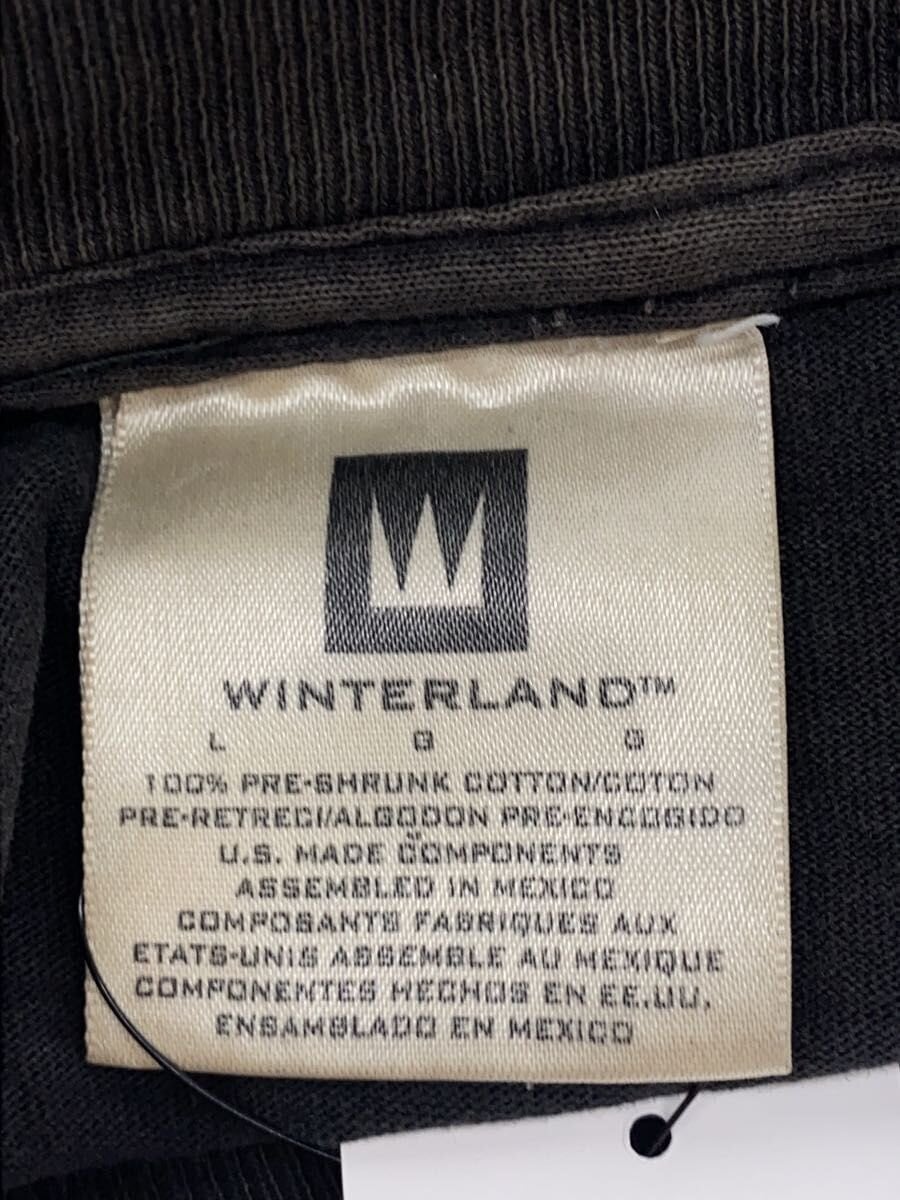 W
WINTERLAND™
L G G
100% PRE-SHRUNK COTTON/COTON
PRE-RETRECI/ALGODON PRE-ENCOGIDO
U.S. MADE COMPONENTS
ASSEMBLED IN MEXICO
COMPOSANTS FABRIQUES AUX
ETATS-UNIS ASSEMBLE AU MEXIQUE
COMPONENTES HECHOS EN EE.UU.
ENSAMBLADO EN MEXICO